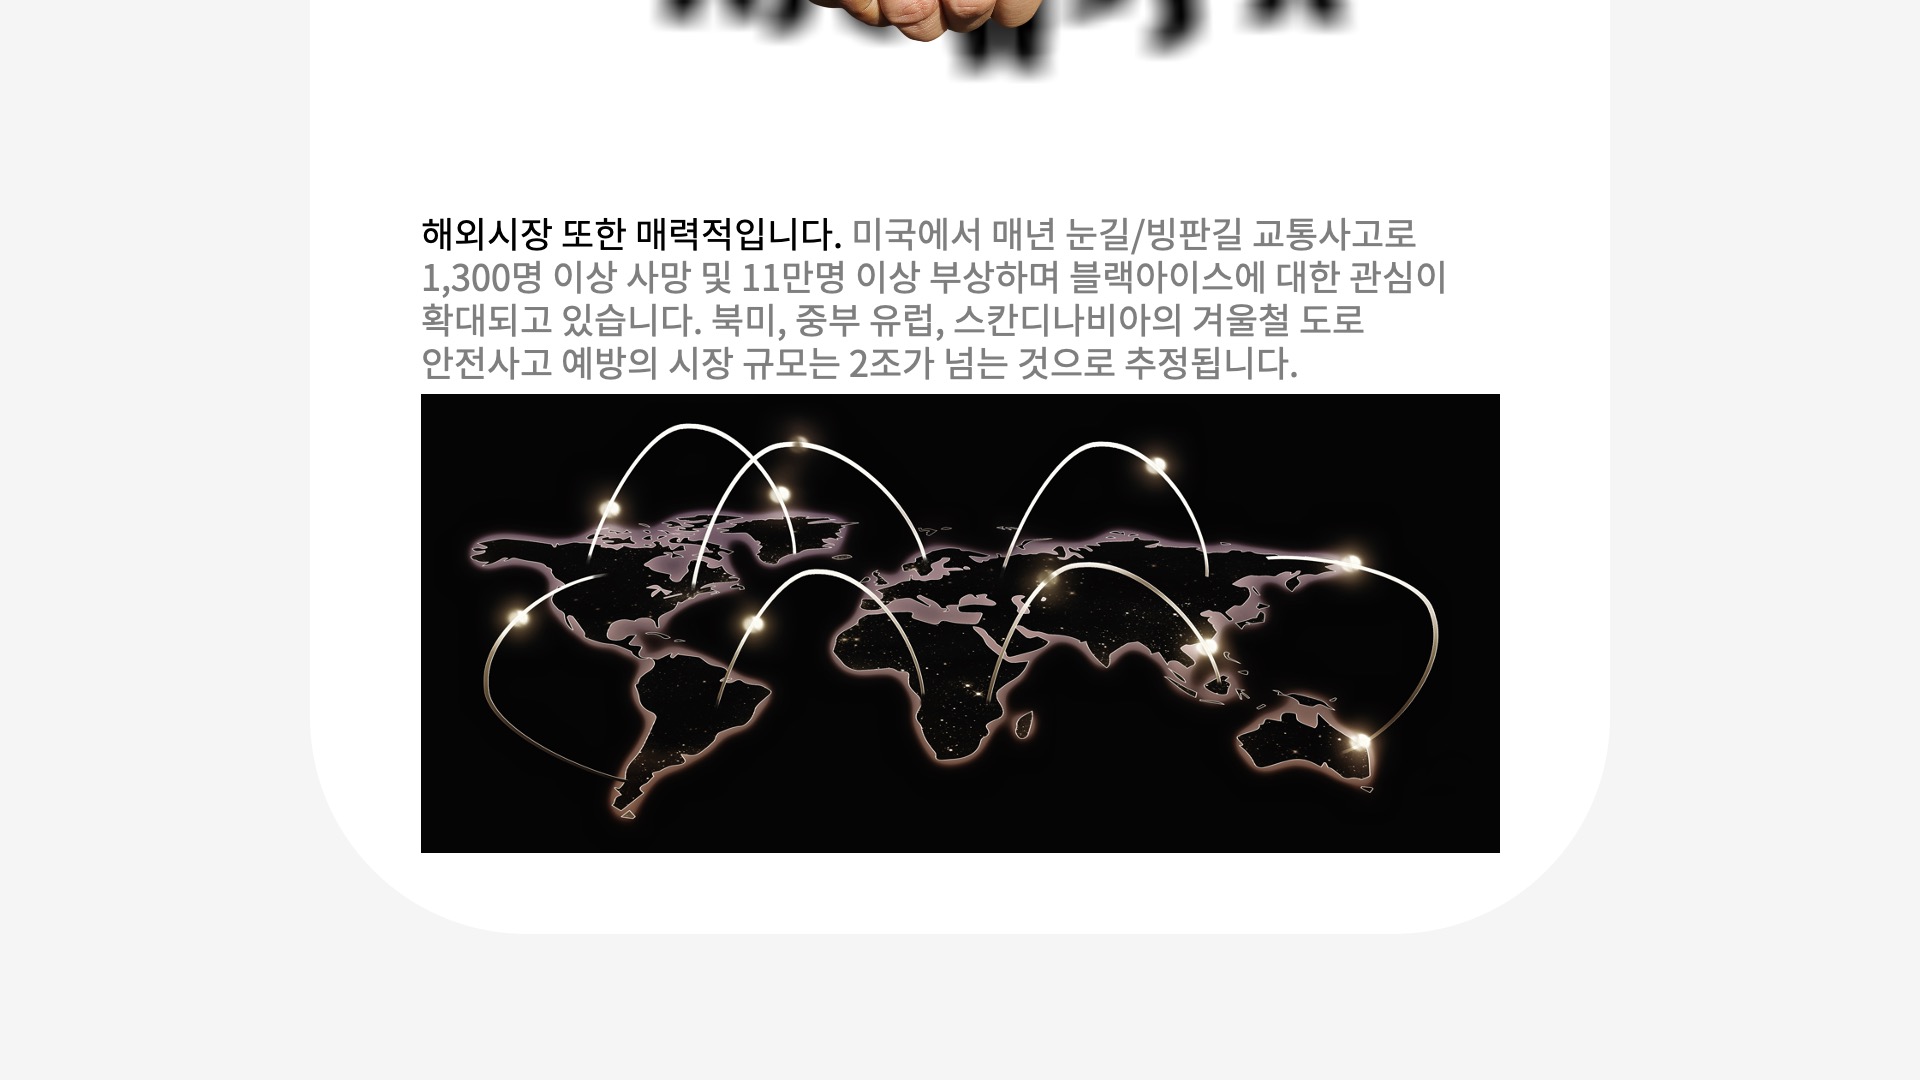 해외시장 또한 매력적입니다. 미국에서 매년 눈길/빙판길 교통사고로
1,300명 이상 사망 및 11만명 이상 부상하며 블랙아이스에 대한 관심이
확대되고 있습니다. 북미, 중부 유럽, 스칸디나비아의 겨울철 도로
안전사고 예방의 시장 규모는 2조가 넘는 것으로 추정됩니다.